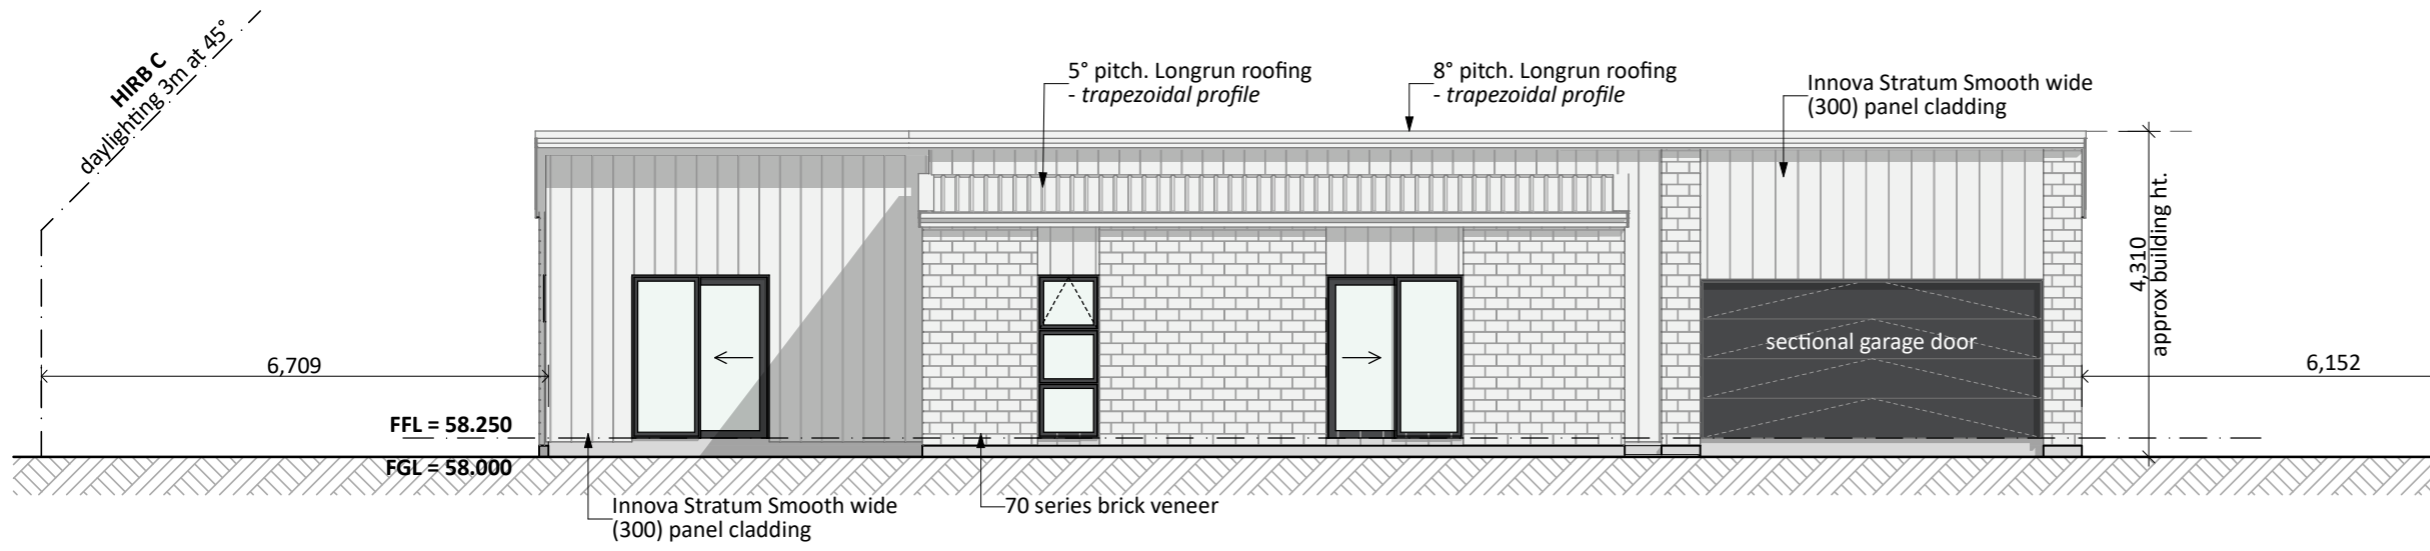 HIRB C
daylighting 3m at 45°
5° pitch. Longrun roofing
- trapezoidal profile
8° pitch. Longrun roofing
- trapezoidal profile
Innova Stratum Smooth wide
(300) panel cladding
4,310
approx building ht.
sectional garage door
6,709
6,152
FFL = 58.250
FGL = 58.000
Innova Stratum Smooth wide
(300) panel cladding
70 series brick veneer